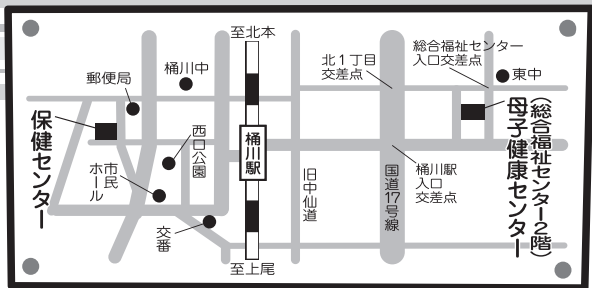 至北本
郵便局
桶川中
北1丁目
交差点
総合福祉センター
入口交差点
東中
保健センター
市民
ホール
西口公園
桶川駅
交番
旧中仙道
国道17号線
桶川駅
入口
交差点
母子健康センター
(総合福祉センター2階)
至上尾